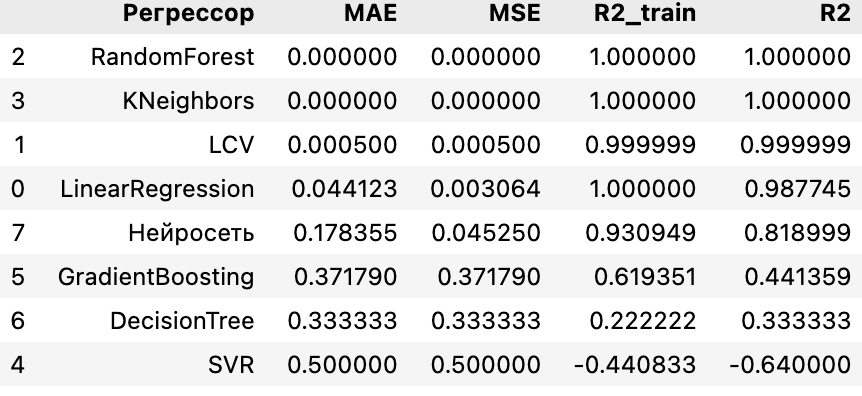 Регрессор MAE MSE R2_train R2
2 RandomForest 0.000000 0.000000 1.000000 1.000000
3 KNeighbors 0.000000 0.000000 1.000000 1.000000
1 LCV 0.000500 0.000500 0.999999 0.999999
0 LinearRegression 0.044123 0.003064 1.000000 0.987745
7 Нейросеть 0.178355 0.045250 0.930949 0.818999
5 GradientBoosting 0.371790 0.371790 0.619351 0.441359
6 DecisionTree 0.333333 0.333333 0.222222 0.333333
4 SVR 0.500000 0.500000 -0.440833 -0.640000